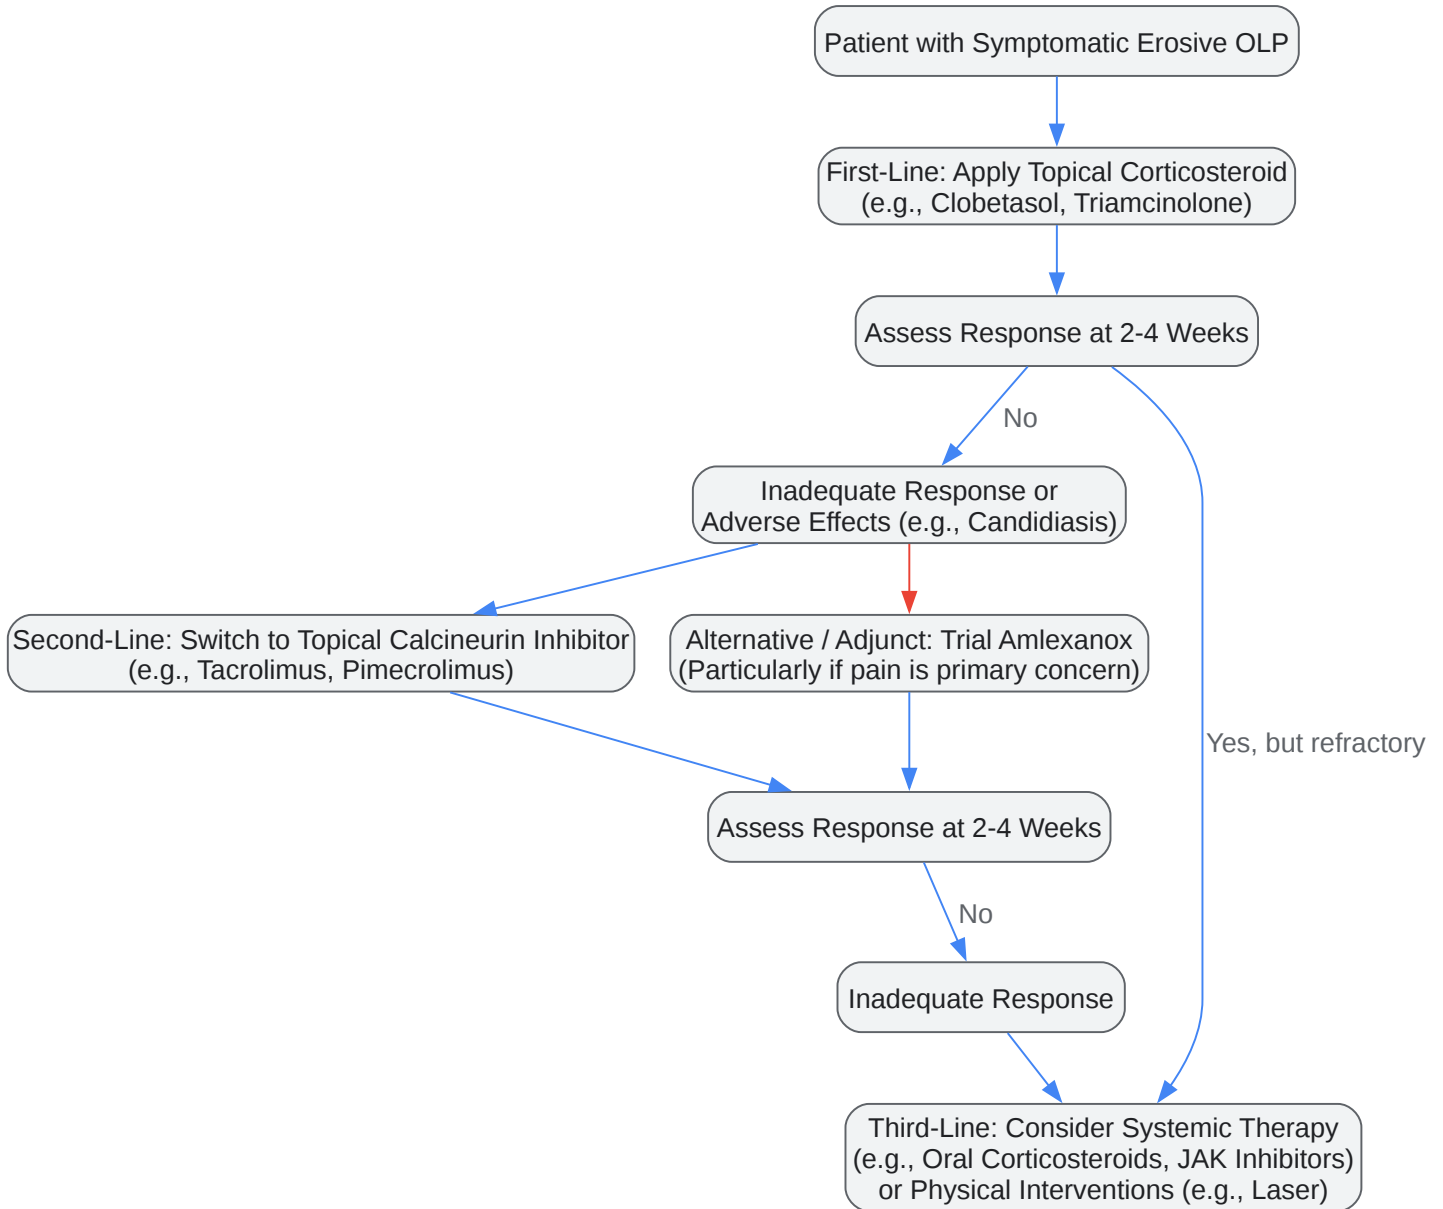 Patient with Symptomatic Erosive OLP
First-Line: Apply Topical Corticosteroid
(e.g., Clobetasol, Triamcinolone)
Assess Response at 2-4 Weeks
No
Inadequate Response or
Adverse Effects (e.g., Candidiasis)
Second-Line: Switch to Topical Calcineurin Inhibitor
(e.g., Tacrolimus, Pimecrolimus)
Alternative / Adjunct: Trial Amlexanox
(Particularly if pain is primary concern)
Yes, but refractory
Assess Response at 2-4 Weeks
No
Inadequate Response
Third-Line: Consider Systemic Therapy
(e.g., Oral Corticosteroids, JAK Inhibitors)
or Physical Interventions (e.g., Laser)